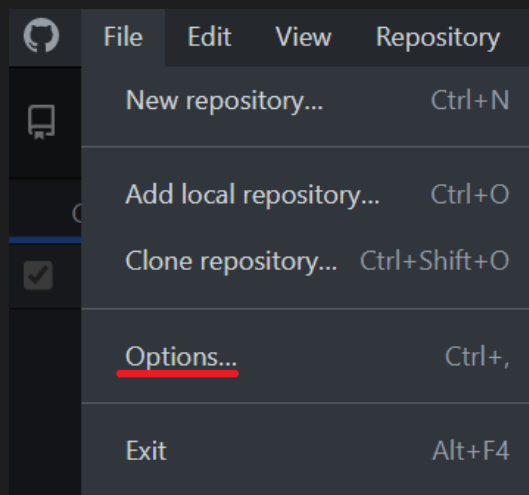 File Edit View Repository
New repository... Ctrl+N
Add local repository... Ctrl+O
Clone repository... Ctrl+Shift+O
Options... Ctrl+,
Exit Alt+F4